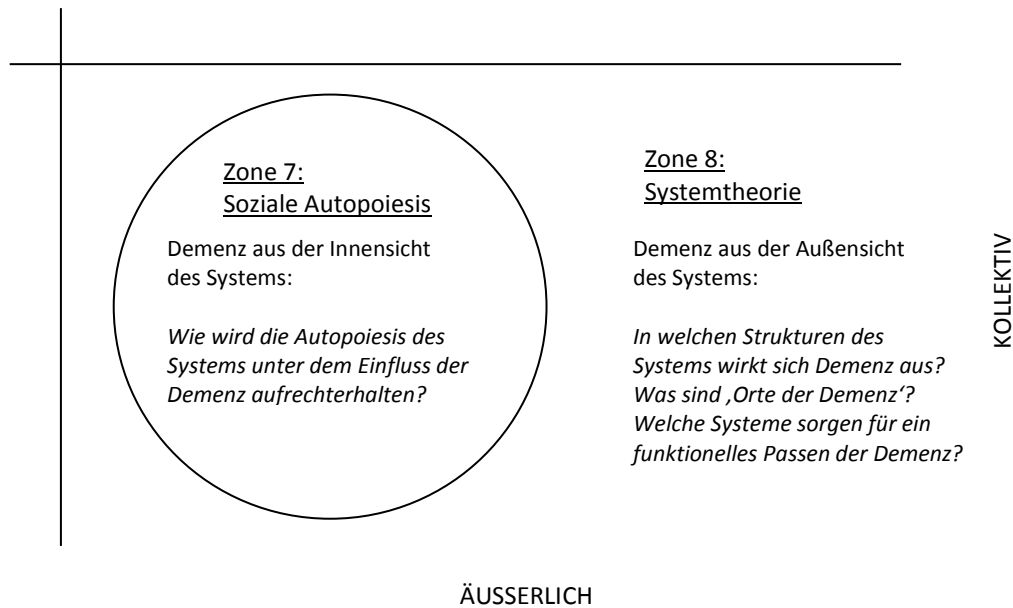 Zone 7:
Soziale Autopoiesis
Demenz aus der Innensicht
des Systems:
Wie wird die Autopoiesis des
Systems unter dem Einfluss der
Demenz aufrechterhalten?
Zone 8:
Systemtheorie
Demenz aus der Außensicht
des Systems:
In welchen Strukturen des
Systems wirkt sich Demenz aus?
Was sind ‚Orte der Demenz‘?
Welche Systeme sorgen für ein
funktionelles Passen der Demenz?
KOLLEKTIV
ÄUSSERLICH